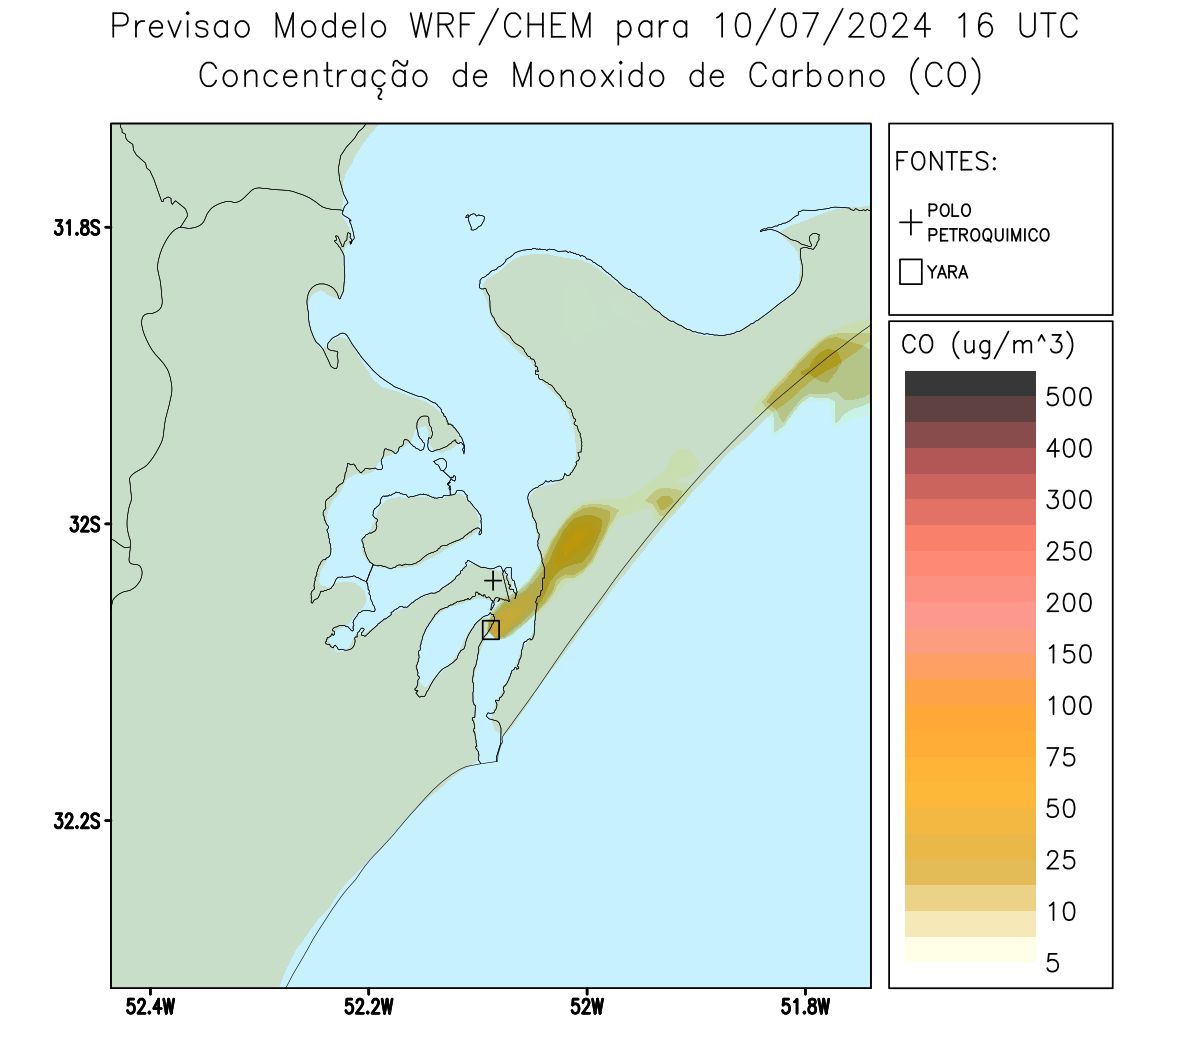 Previsao Modelo WRF/CHEM para 10/07/2024 16 UTC
Concentração de Monoxido de Carbono (CO)
FONTES:
POLO
PETROQUIMICO
YARA
CO (ug/m^3)
500
400
300
250
200
150
100
75
50
25
10
5
31.8S
32S
32.2S
52.4W
52.2W
52W
51.8W